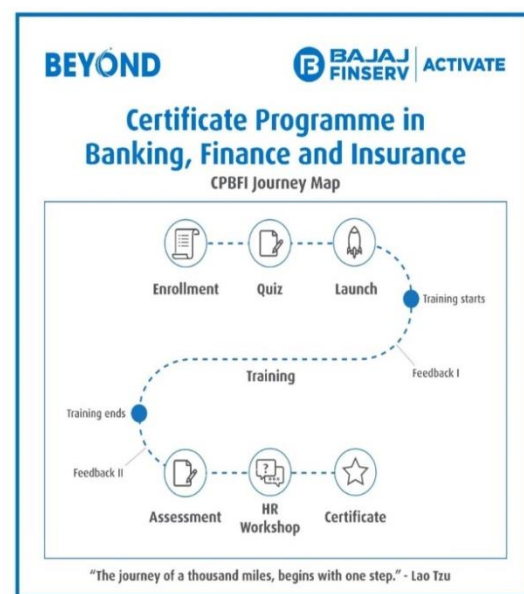 BEYOND
BAJAJ FINSERV ACTIVATE
Certificate Programme in
Banking, Finance and Insurance
CPBFI Journey Map
Enrollment
Quiz
Launch
Training starts
Feedback I
Training
Training ends
Feedback II
Assessment
HR
Workshop
Certificate
"The journey of a thousand miles, begins with one step." - Lao Tzu